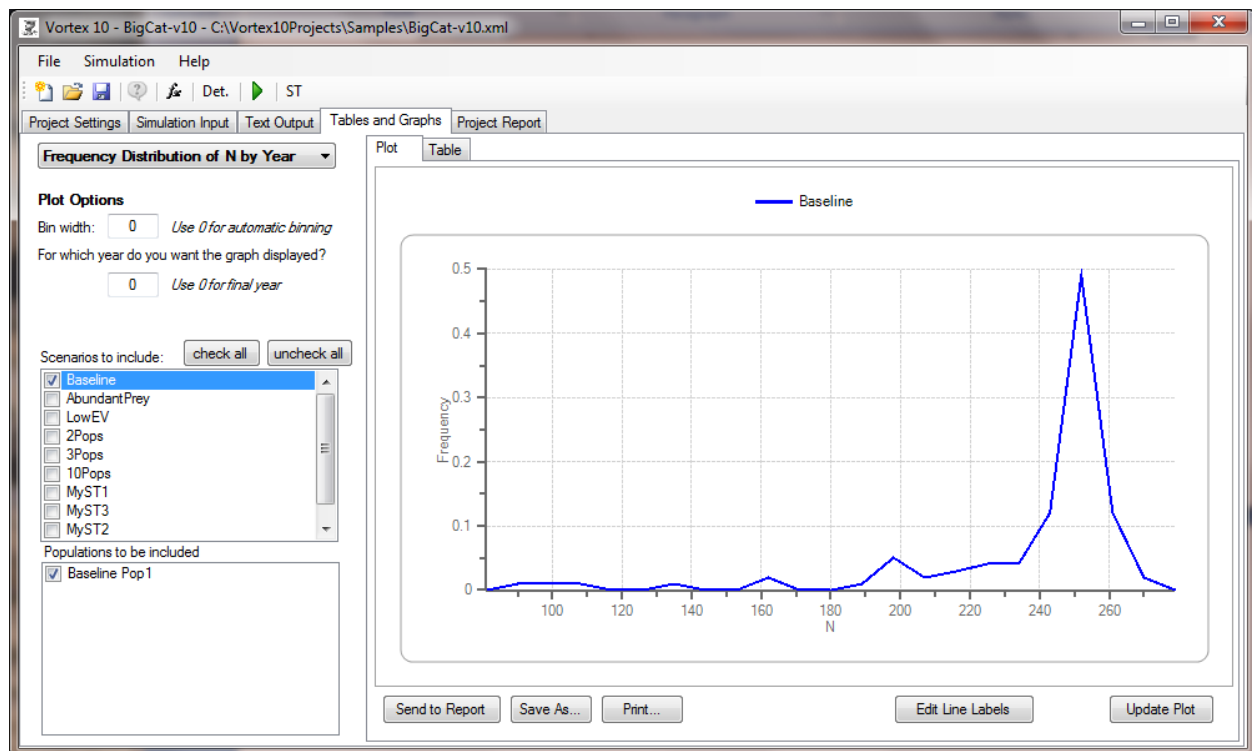 Vortex 10 - BigCat-v10 - C:\Vortex10Projects\Samples\BigCat-v10.xml
File Simulation Help
fx Det. ST
Project Settings Simulation Input Text Output Tables and Graphs Project Report
Frequency Distribution of N by Year
Plot Options
Bin width: 0 Use 0 for automatic binning
For which year do you want the graph displayed?
0 Use 0 for final year
Scenarios to include: check all uncheck all
Baseline
AbundantPrey
LowEV
2Pops
3Pops
10Pops
MyST1
MyST3
MyST2
Populations to be included
Baseline Pop1
Plot Table
Baseline
0.5
0.4
0.3
0.2
0.1
0
Frequency
100 120 140 160 180 200 220 240 260
N
Send to Report Save As... Print... Edit Line Labels Update Plot